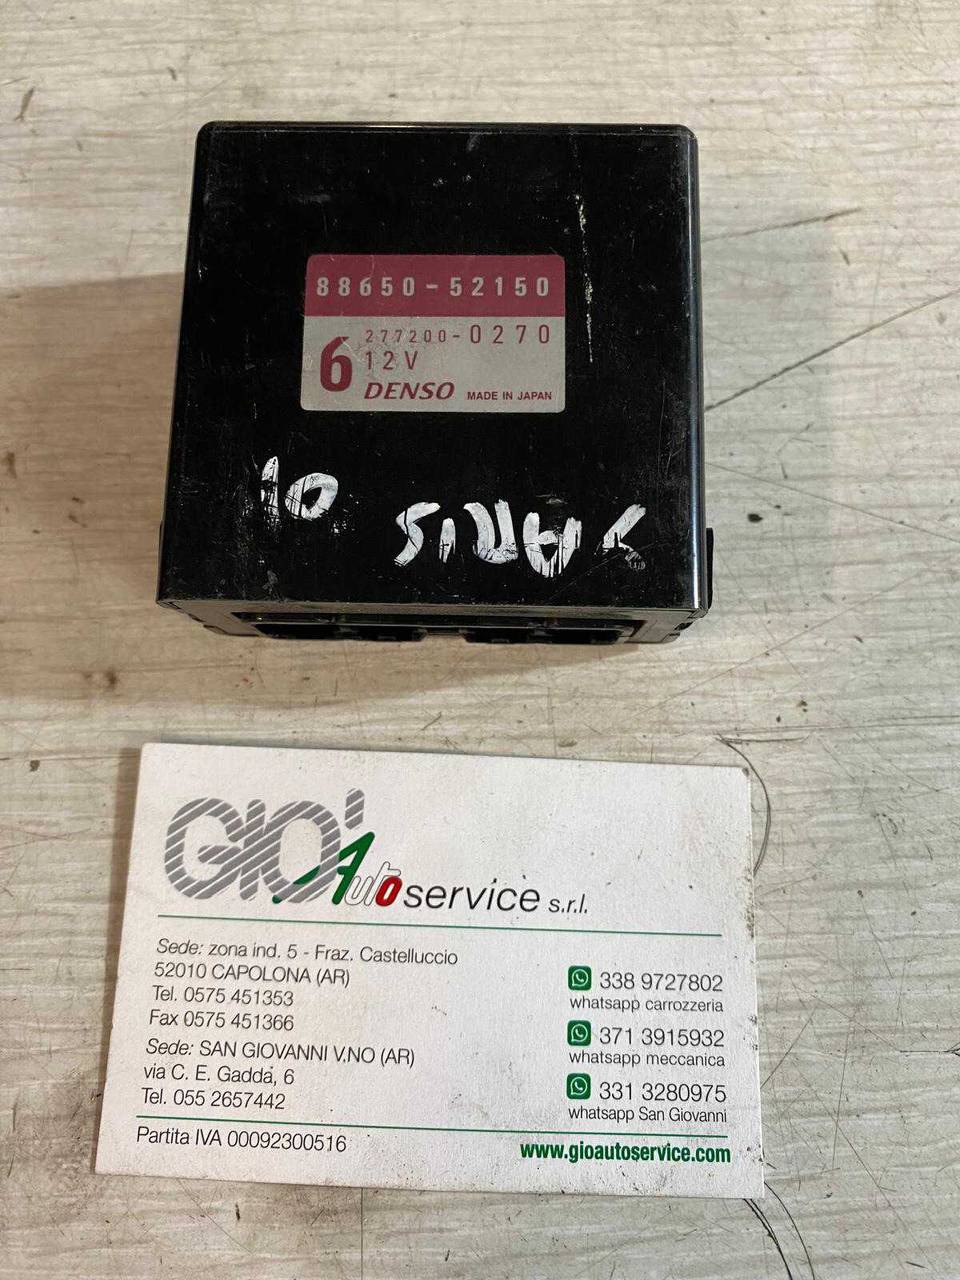 88650-52150
277200-0270
6 12V
DENSO MADE IN JAPAN
YARIS 01
GIO' Auto service s.r.l.
Sede: zona ind. 5 - Fraz. Castelluccio
52010 CAPOLONA (AR)
Tel. 0575 451353
Fax 0575 451366
Sede: SAN GIOVANNI V.NO (AR)
via C. E. Gadda, 6
Tel. 055 2657442
Partita IVA 00092300516
338 9727802
whatsapp carrozzeria
371 3915932
whatsapp meccanica
331 3280975
whatsapp San Giovanni
www.gioautoservice.com